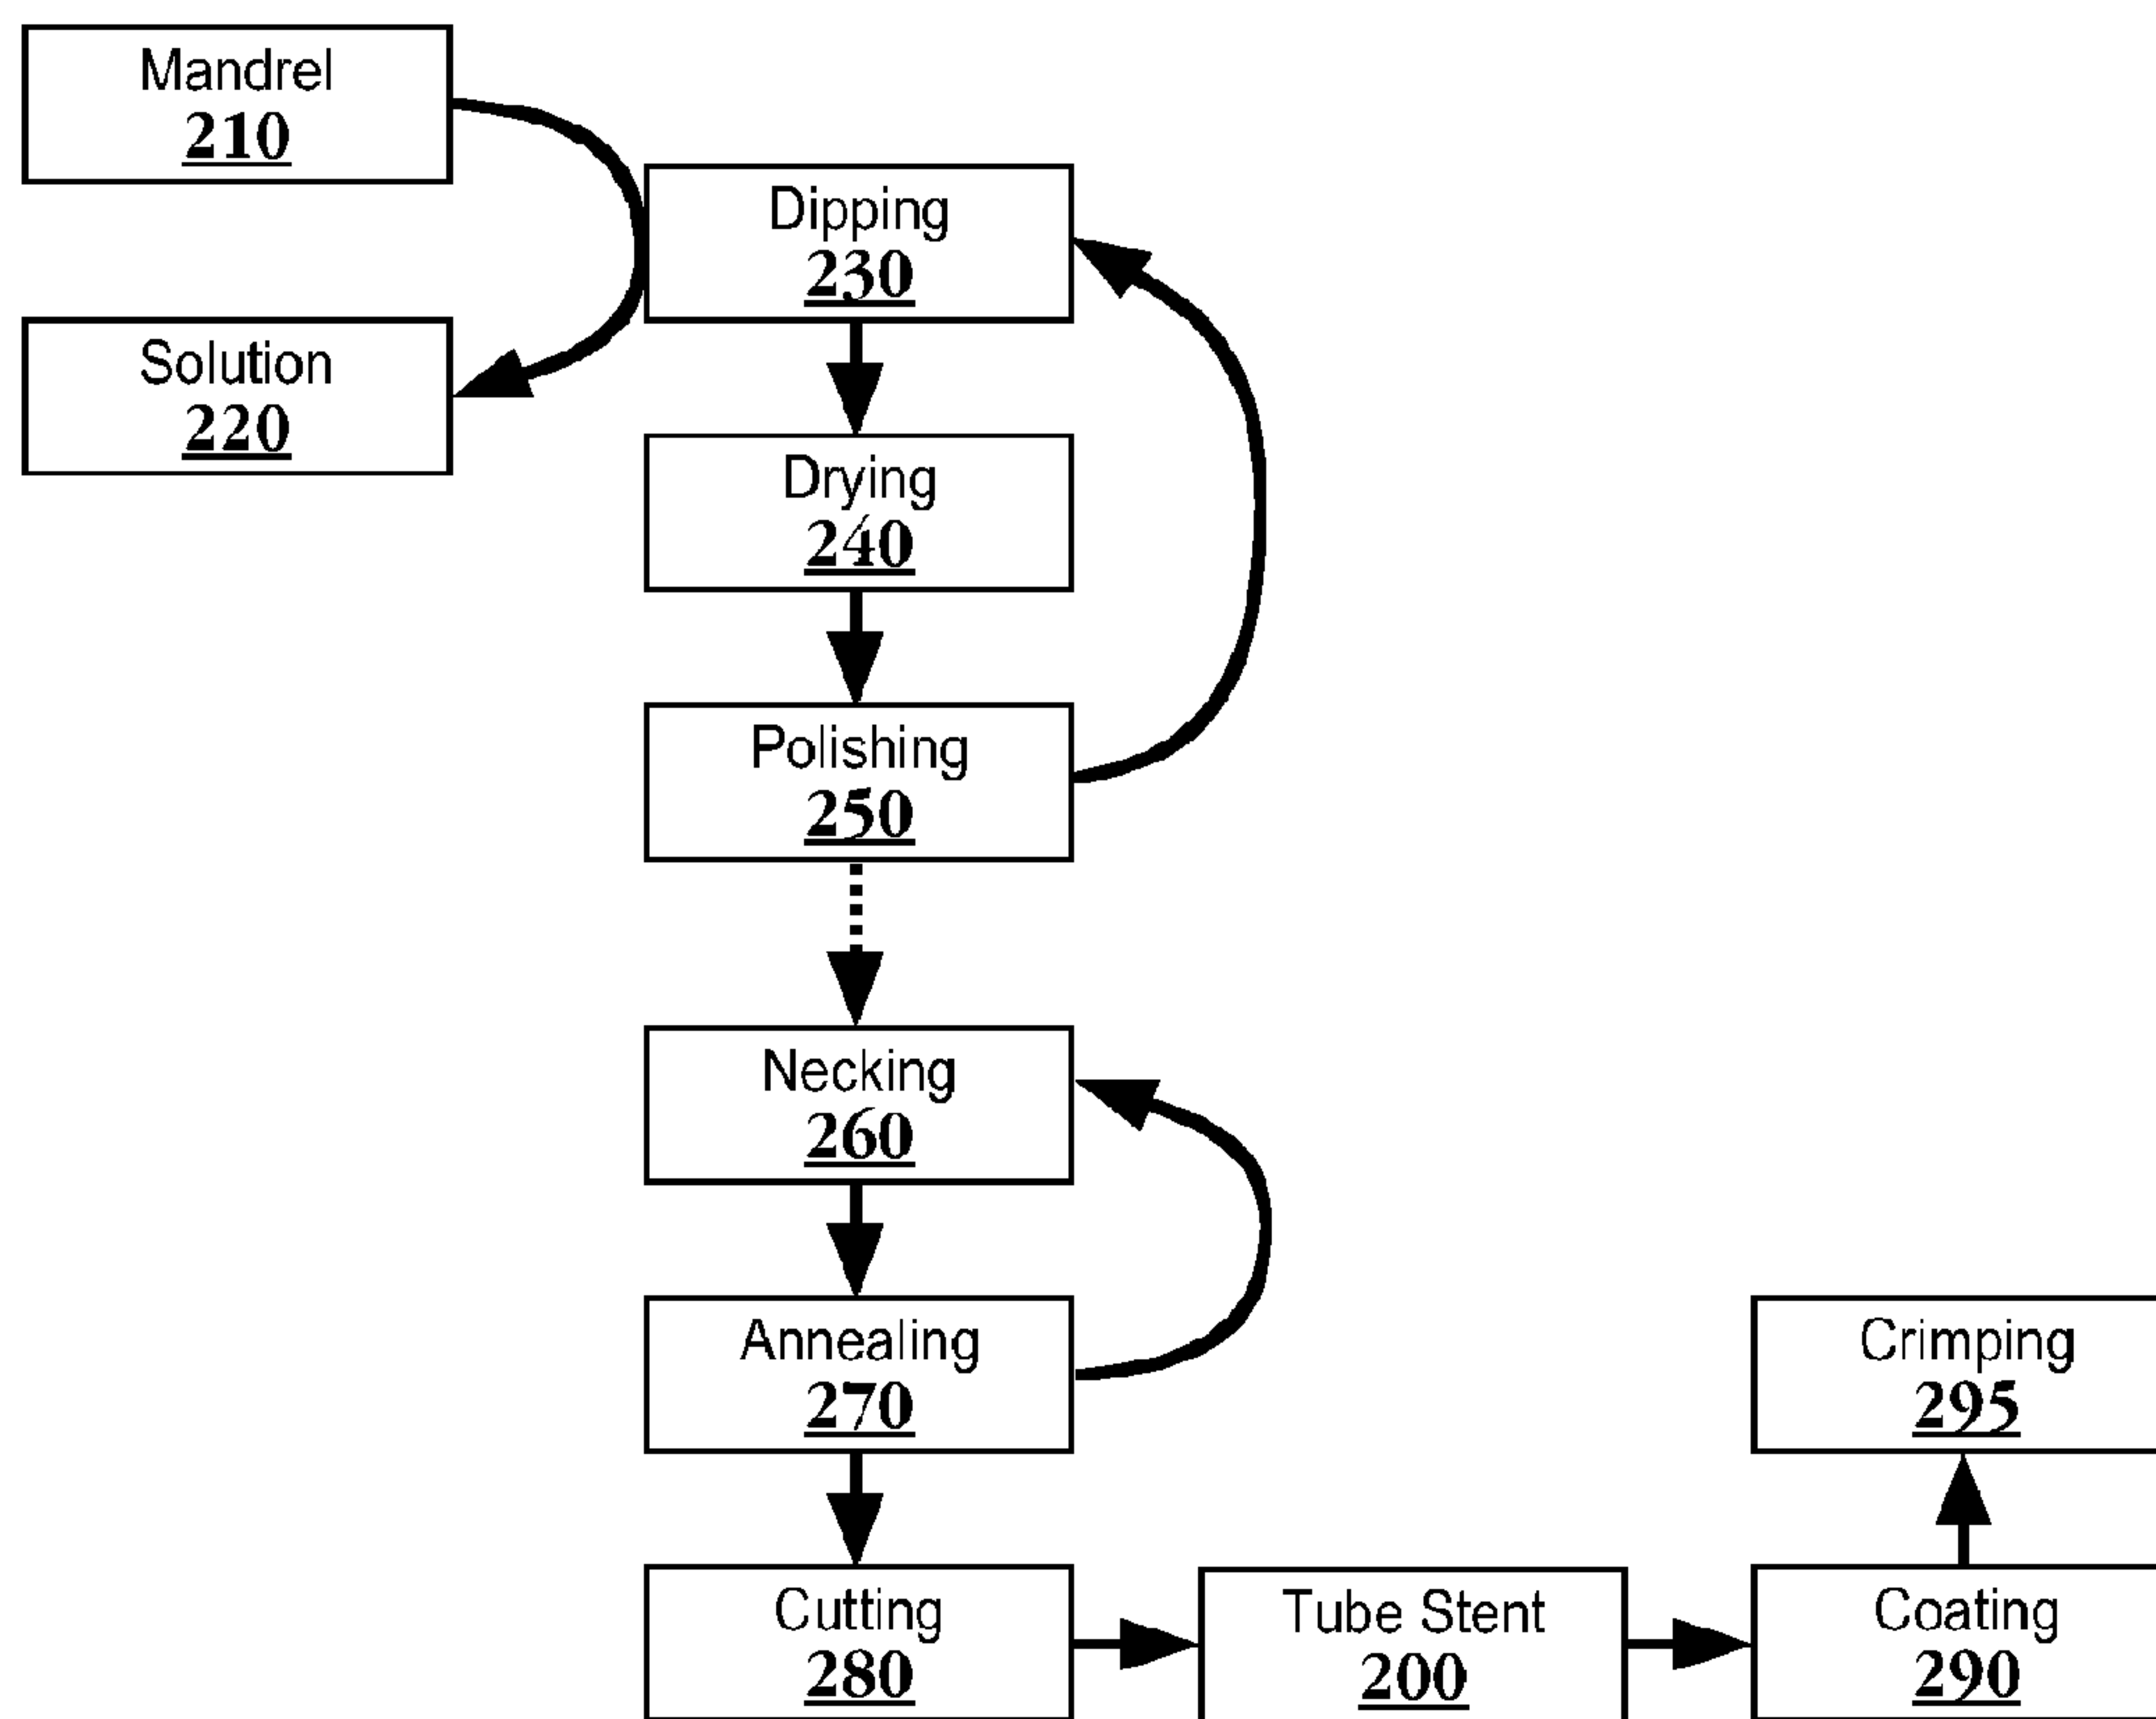 Mandrel
210
Dipping
230
Solution
220
Drying
240
Polishing
250
Necking
260
Annealing
270
Crimping
295
Cutting
280
Tube Stent
200
Coating
290